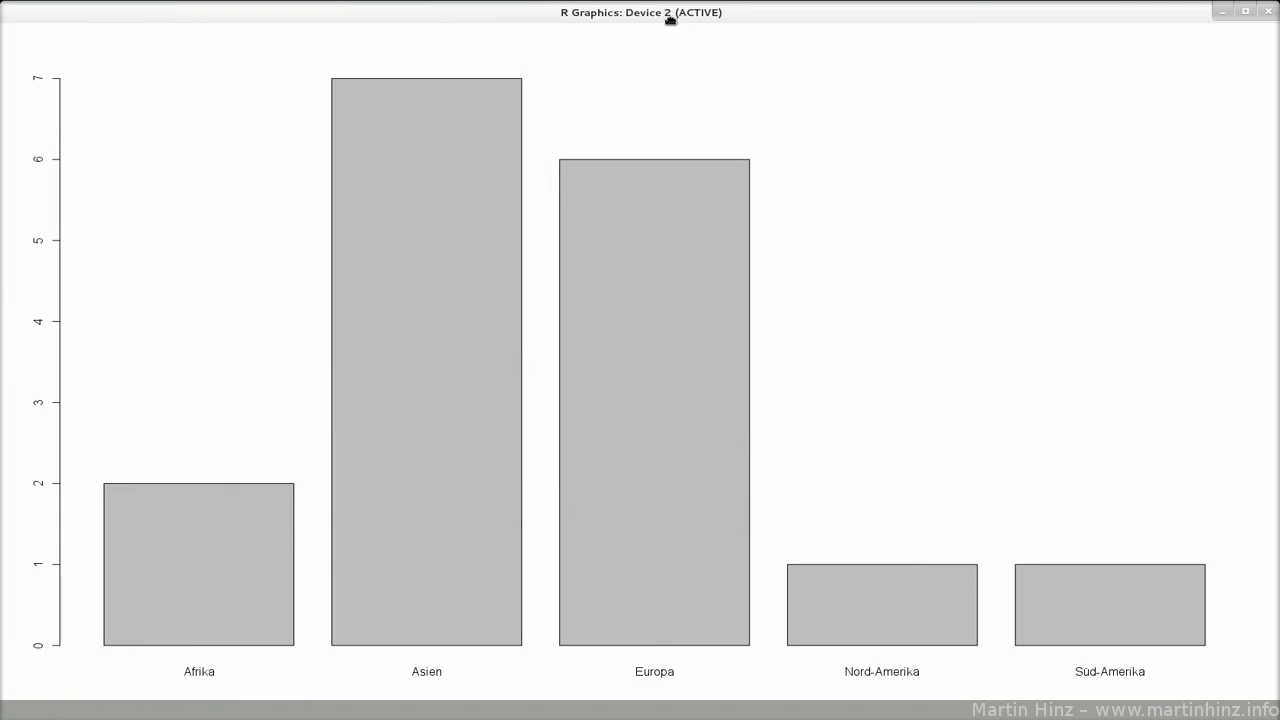 R Graphics: Device 2 (ACTIVE)
7
6
5
4
3
2
1
0
Afrika Asien Europa Nord-Amerika Süd-Amerika
Martin Hinz – www.martinhinz.info